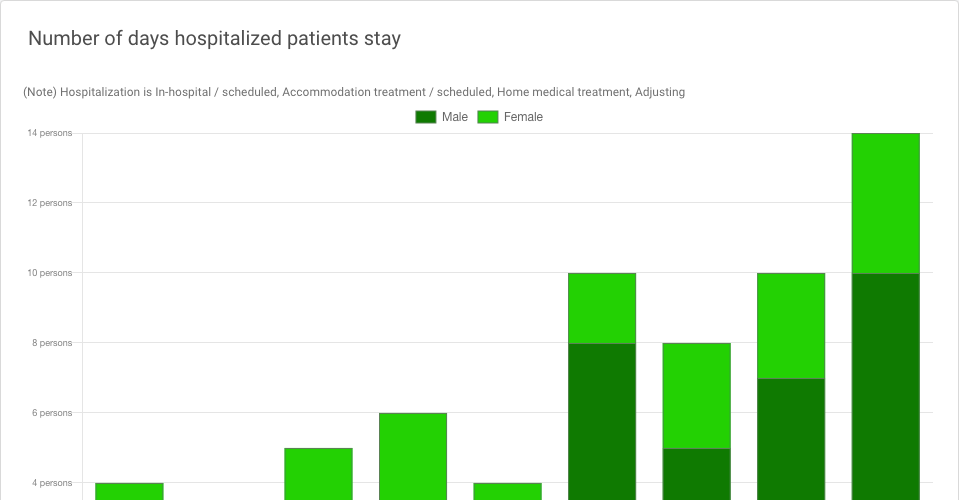 Number of days hospitalized patients stay
(Note) Hospitalization is In-hospital / scheduled, Accommodation treatment / scheduled, Home medical treatment, Adjusting
Male Female
14 persons
12 persons
10 persons
8 persons
6 persons
4 persons